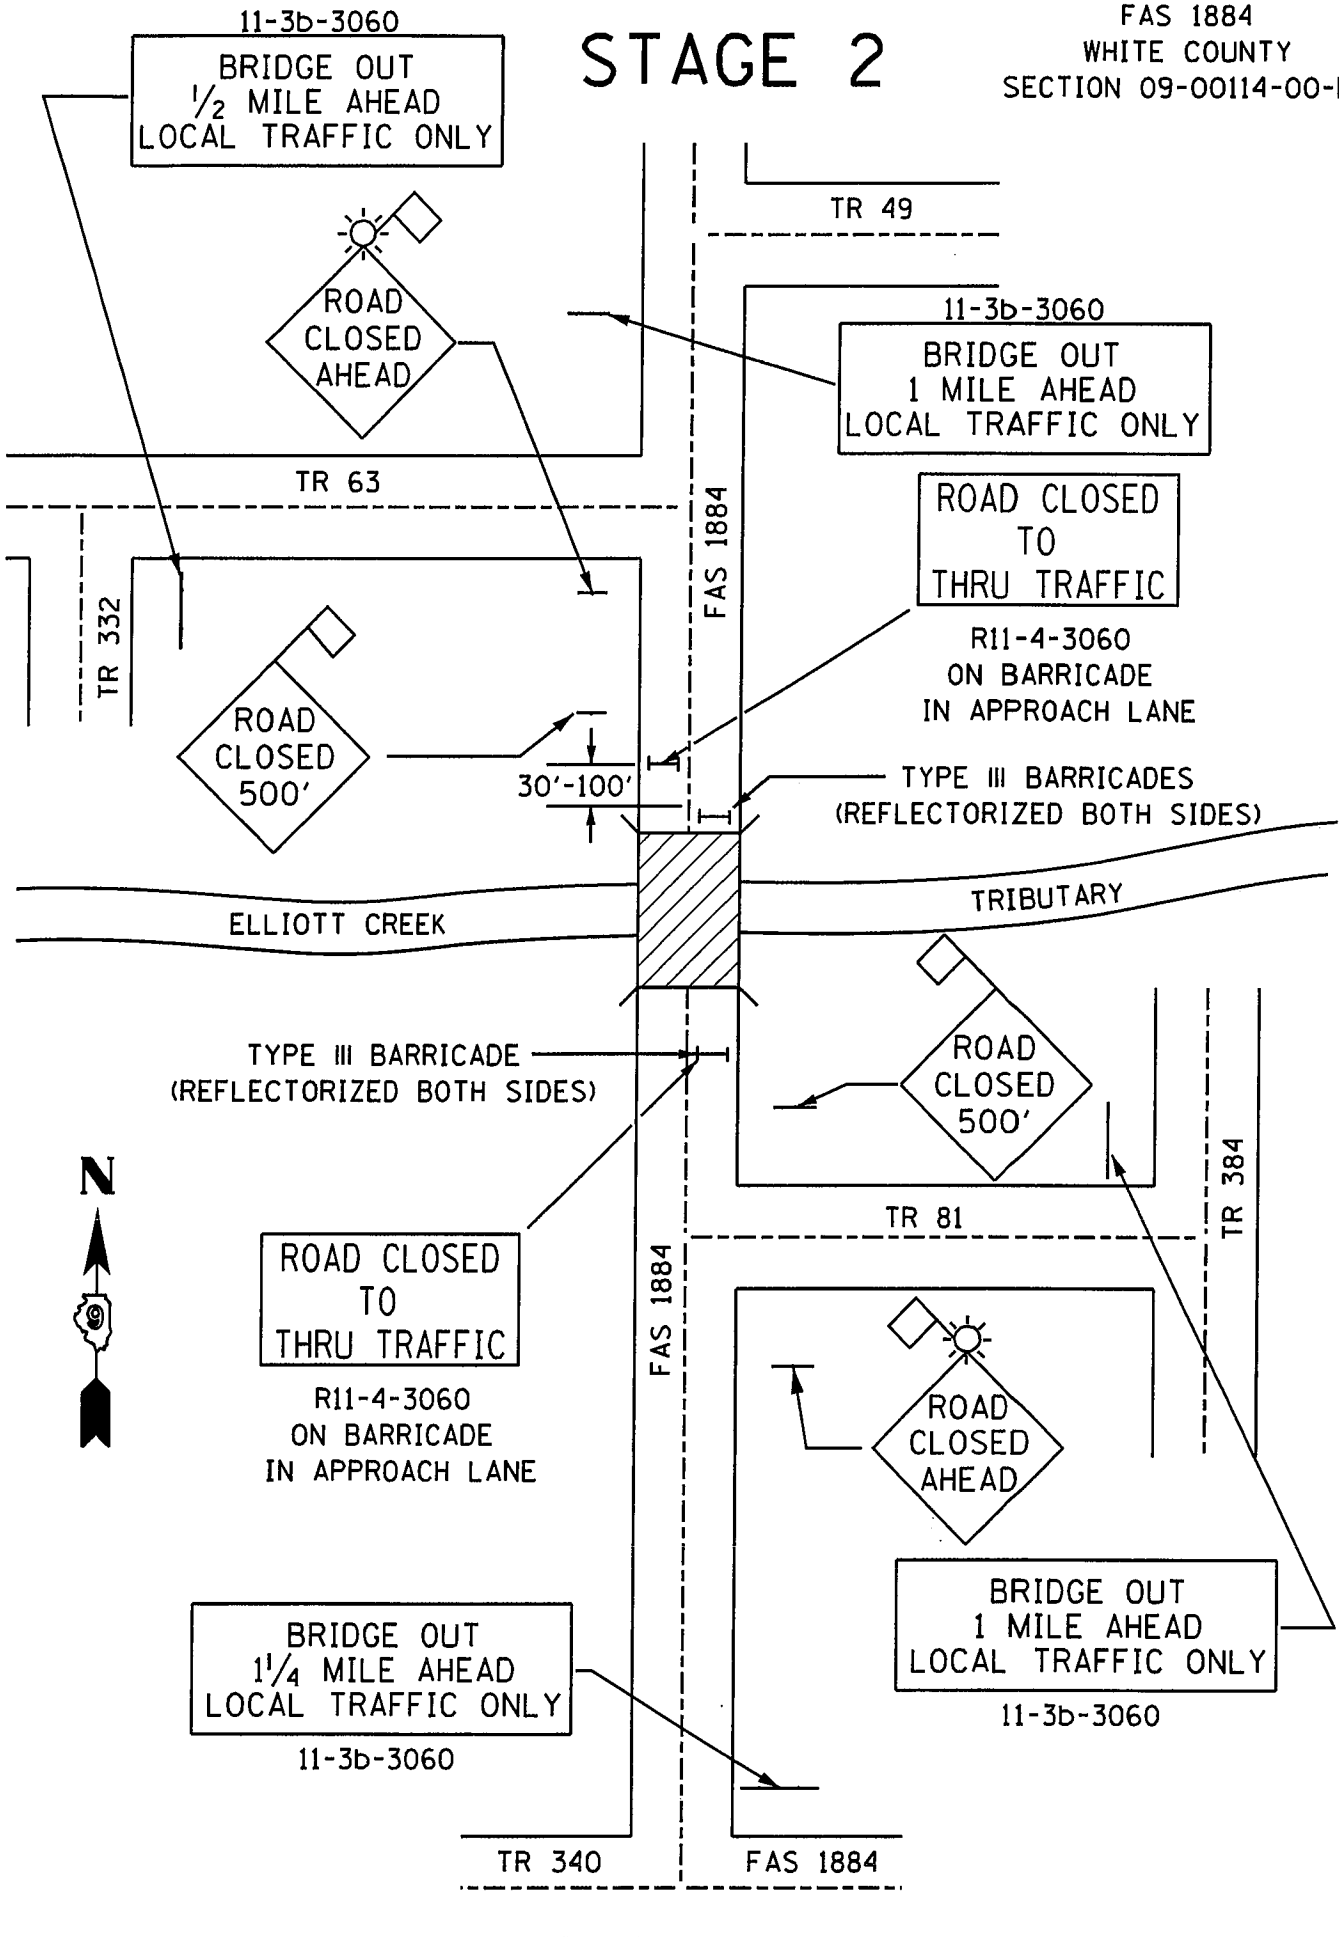 11-3b-3060
BRIDGE OUT
1/2 MILE AHEAD
LOCAL TRAFFIC ONLY
STAGE 2
FAS 1884
WHITE COUNTY
SECTION 09-00114-00-
TR 49
ROAD
CLOSED
AHEAD
11-3b-3060
BRIDGE OUT
1 MILE AHEAD
LOCAL TRAFFIC ONLY
TR 63
FAS 1884
ROAD CLOSED
TO
THRU TRAFFIC
R11-4-3060
ON BARRICADE
IN APPROACH LANE
TR 332
ROAD
CLOSED
500'
30'-100'
TYPE III BARRICADES
(REFLECTORIZED BOTH SIDES)
ELLIOTT CREEK
TRIBUTARY
TYPE III BARRICADE
(REFLECTORIZED BOTH SIDES)
ROAD
CLOSED
500'
TR 384
TR 81
N
9
FAS 1884
ROAD CLOSED
TO
THRU TRAFFIC
R11-4-3060
ON BARRICADE
IN APPROACH LANE
ROAD
CLOSED
AHEAD
BRIDGE OUT
1 1/4 MILE AHEAD
LOCAL TRAFFIC ONLY
11-3b-3060
BRIDGE OUT
1 MILE AHEAD
LOCAL TRAFFIC ONLY
11-3b-3060
TR 340
FAS 1884